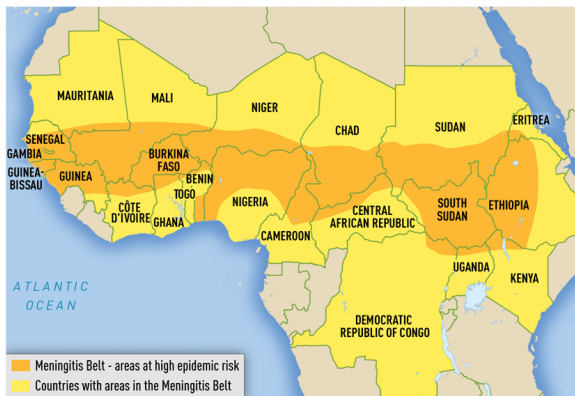 MAURITANIA
MALI
NIGER
CHAD
SUDAN
ERITREA
SENEGAL
GAMBIA
GUINEA-
BISSAU
GUINEA
BURKINA
FASO
BENIN
TOGO
CÔTE
D'IVOIRE
GHANA
NIGERIA
CAMEROON
CENTRAL
AFRICAN REPUBLIC
SOUTH
SUDAN
ETHIOPIA
UGANDA
KENYA
DEMOCRATIC
REPUBLIC OF CONGO
ATLANTIC
OCEAN
Meningitis Belt - areas at high epidemic risk
Countries with areas in the Meningitis Belt